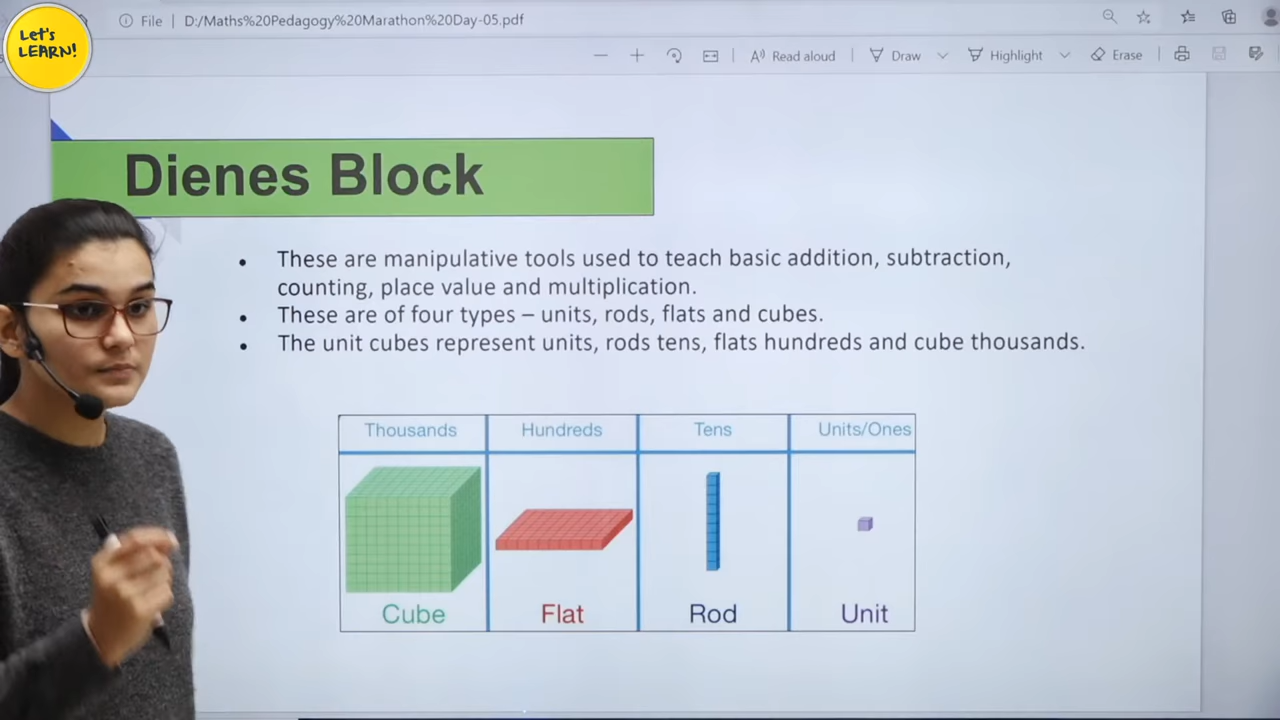 Let's
LEARN!
File D:/Maths%20Pedagogy%20Marathon%20Day-05.pdf
Read aloud Draw Highlight Erase
Dienes Block
• These are manipulative tools used to teach basic addition, subtraction,
counting, place value and multiplication.
• These are of four types – units, rods, flats and cubes.
• The unit cubes represent units, rods tens, flats hundreds and cube thousands.
Thousands Hundreds Tens Units/Ones
Cube Flat Rod Unit